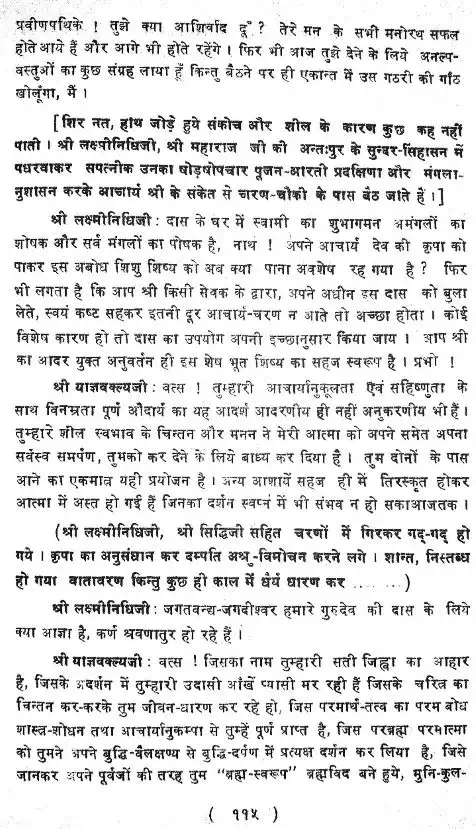 प्रवीणपथिके ! तुझे क्या आशिर्वाद दूँ ? तेरे मन के सभी मनोरथ सफल
होते आये हैं और आगे भी होते रहेंगे । फिर भी आज तुझे देने के लिये अनल्प-
वस्तुओं का कुछ संग्रह लाया हूँ किन्तु बैठने पर ही एकान्त में उस गठरी की गाँठ
खोलूँगा, मैं ।
[ शिर नत, हाथ जोड़े हुये संकोच और शील के कारण कुछ कह नहीं
पाती । श्री लक्ष्मीनिधिजी, श्री महाराज जी को अन्तःपुर के सुन्दर-सिंहासन में
पधरवाकर सपत्नीक उनका षोड़षोपचार पूजन-आरती प्रदक्षिणा और मंगला-
नुशासन करके आचार्य श्री के संकेत से चारण-चौकी के पास बैठ जाते हैं । ]
श्री लक्ष्मीनिधिजी : दास के घर में स्वामी का शुभागमन अमंगलों का
शोषक और सर्व मंगलों का पोषक है, नाथ ! अपने आचार्य देव की कृपा को
पाकर इस अबोध शिशु शिष्य को अब क्या पाना अवशेष रह गया है ? फिर
भी लगता है कि आप श्री किसी सेवक के द्वारा, अपने अधीन इस दास को बुला
लेते, स्वयं कष्ट सहकर इतनी दूर आचार्य-चरण न आते तो अच्छा होता । कोई
विशेष कारण हो तो दास का उपयोग अपनी इच्छानुसार किया जाय । आप श्री
का आदर युक्त अनुवर्तन ही इस शेष भूत शिष्य का सहज स्वरूप है । प्रभो !
श्री याज्ञवल्क्यजी : वत्स ! तुम्हारी आचार्यानुकूलता एवं सहिष्णुता के
साथ विनम्रता पूर्ण औदार्य का यह आदर्श आदरणीय ही नहीं अनुकरणीय भी हैं ।
तुम्हारे शील स्वभाव के चिन्तन और मनन ने मेरी आत्मा को अपने समेत अपना
सर्वस्व समर्पण, तुमको कर देने के लिये बाध्य कर दिया है । तुम दोनों के पास
आने का एकमात्र यही प्रयोजन है । अन्य आशायें सहज ही में तिरस्कृत होकर
आत्मा में अस्त हो गई हैं जिनका दर्शन स्वप्न में भी संभव न हो सकाआजतक ।
(श्री लक्ष्मीनिधिजी, श्री सिद्धिजी सहित चरणों में गिरकर गद्-गद् हो
गये । कृपा का अनुसंधान कर दम्पति अश्रु-विमोचन करने लगे । शान्त, निस्तब्ध
हो गया वातावरण किन्तु कुछ ही काल में धैर्य धारण कर ... ... ...)
श्री लक्ष्मीनिधिजी : जगतवन्द्य-जगदीश्वर हमारे गुरुदेव की दास के लिये
क्या आज्ञा है, कर्ण श्रवणातुर हो रहे हैं ।
श्री याज्ञवल्क्यजी : वत्स ! जिसका नाम तुम्हारी सती जिह्वा का आहार
है, जिसके अदर्शन में तुम्हारी उदासी आँखें प्यासी मर रही हैं जिसके चरित्र का
चिन्तन कर-करके तुम जीवन-धारण कर रहे हो, जिस परमार्थ-तत्व का परम बोध
शास्त्र-शोधन तथा आचार्यानुकम्पा से तुम्हें पूर्ण प्राप्त है, जिस परब्रह्म परमात्मा
को तुमने अपने बुद्धि-वैलक्षण्य से बुद्धि-दर्पण में प्रत्यक्ष दर्शन कर लिया है, जिसे
जानकर अपने पूर्वजों की तरह तुम "ब्रह्म-स्वरूप" ब्रह्मविद बने हुये, मुनि-कुल-
( ११५ )